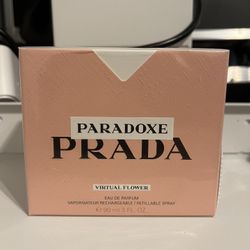 PARADOXE
PRADA
VIRTUAL FLOWER
EAU DE PARFUM
VAPORISATEUR RECHARGEABLE / REFILLABLE SPRAY
℮ 90 ml 3 FL. OZ.